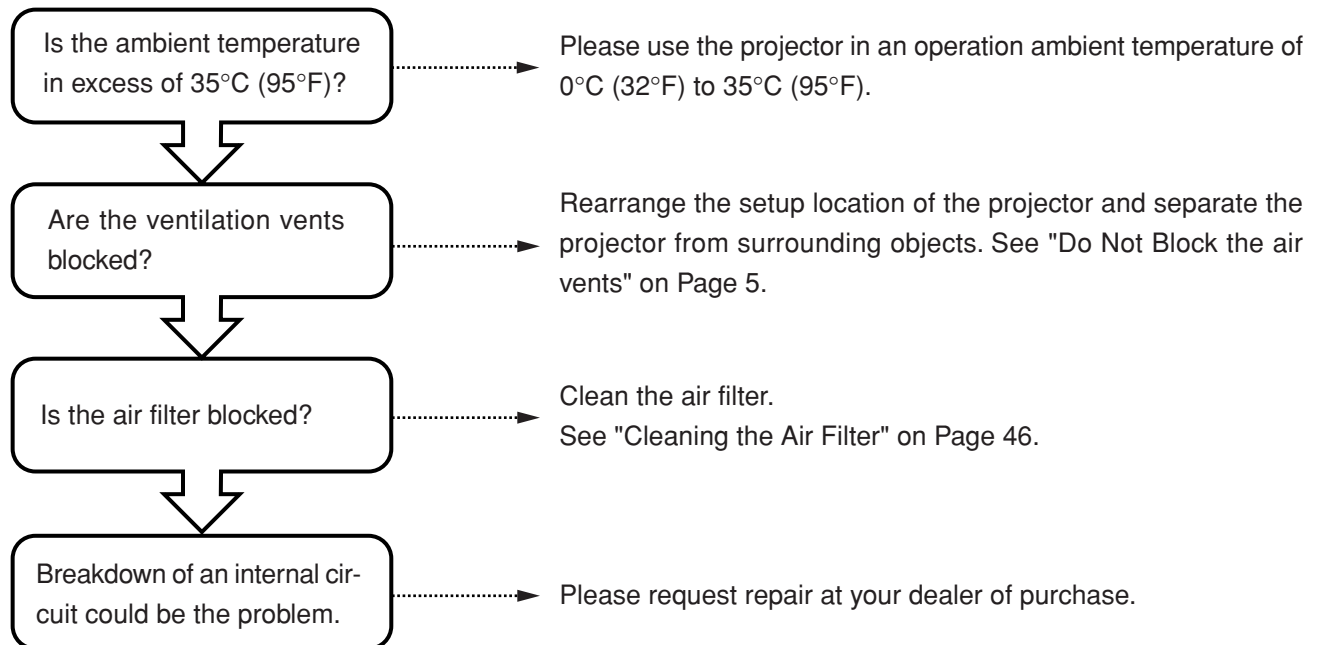 Is the ambient temperature
in excess of 35°C (95°F)?
Please use the projector in an operation ambient temperature of
0°C (32°F) to 35°C (95°F).
Are the ventilation vents
blocked?
Rearrange the setup location of the projector and separate the
projector from surrounding objects. See "Do Not Block the air
vents" on Page 5.
Is the air filter blocked?
Clean the air filter.
See "Cleaning the Air Filter" on Page 46.
Breakdown of an internal cir-
cuit could be the problem.
Please request repair at your dealer of purchase.